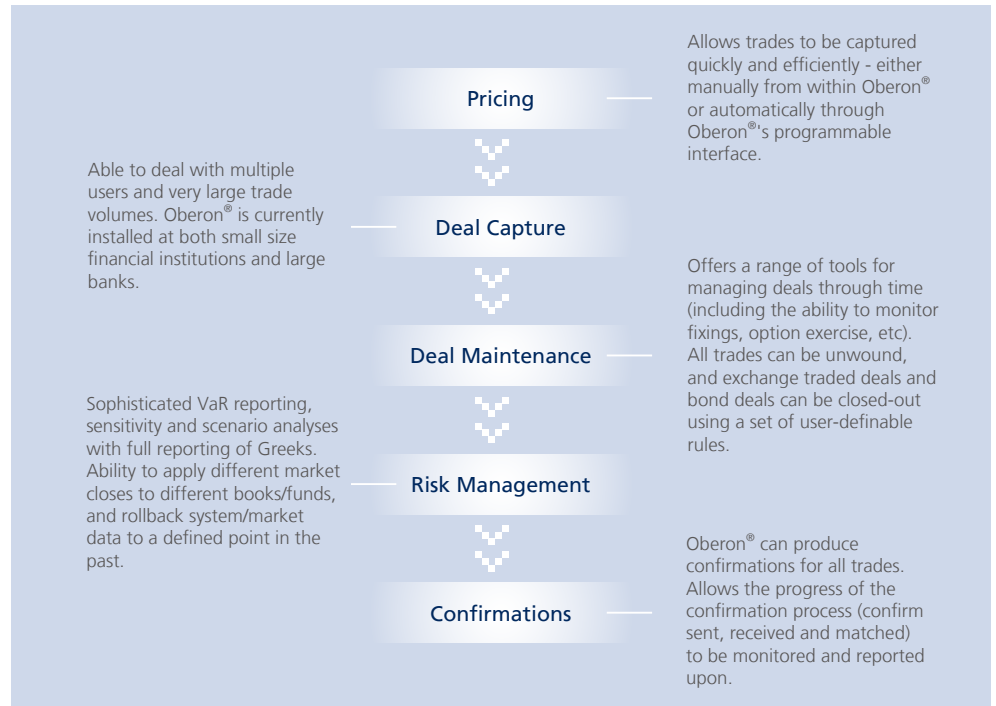 Pricing
Allows trades to be captured
quickly and efficiently - either
manually from within Oberon®
or automatically through
Oberon®'s programmable
interface.
Able to deal with multiple
users and very large trade
volumes. Oberon® is currently
installed at both small size
financial institutions and large
banks.
Deal Capture
Deal Maintenance
Offers a range of tools for
managing deals through time
(including the ability to monitor
fixings, option exercise, etc).
All trades can be unwound,
and exchange traded deals and
bond deals can be closed-out
using a set of user-definable
rules.
Sophisticated VaR reporting,
sensitivity and scenario analyses
with full reporting of Greeks.
Ability to apply different market
closes to different books/funds,
and rollback system/market
data to a defined point in the
past.
Risk Management
Confirmations
Oberon® can produce
confirmations for all trades.
Allows the progress of the
confirmation process (confirm
sent, received and matched)
to be monitored and reported
upon.